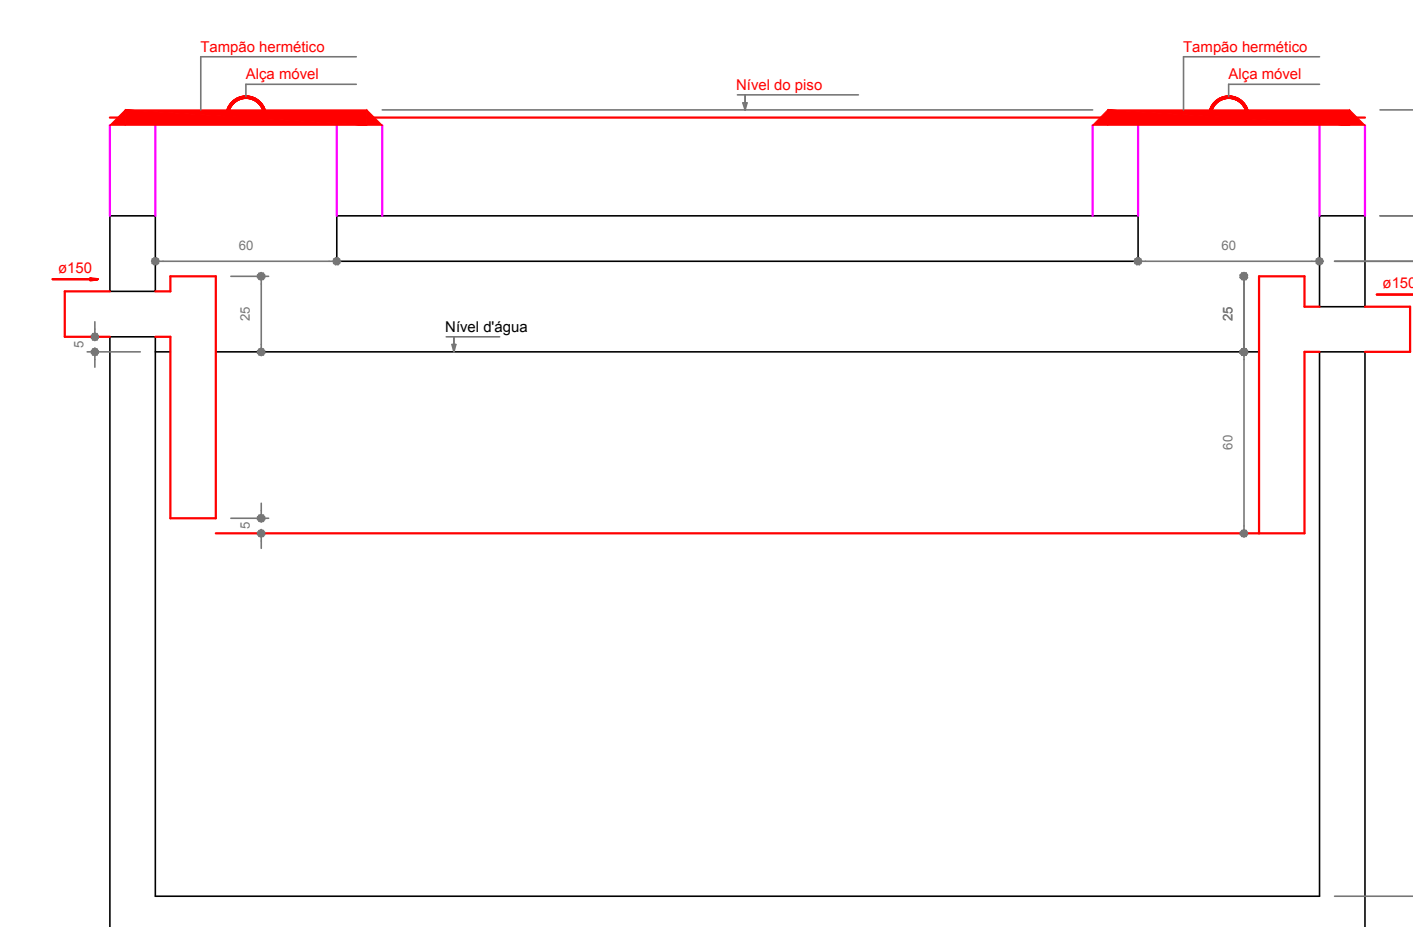 Tampão hermético
Tampão hermético
Alça móvel
Alça móvel
Nível do piso
60
60
ø150
ø150
25
25
Nível d'água
5
60
5